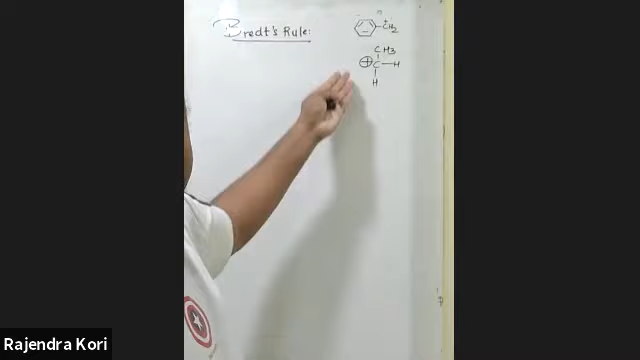 Bredt's Rule:
+
CH2
CH3
+ C — H
H
Rajendra Kori